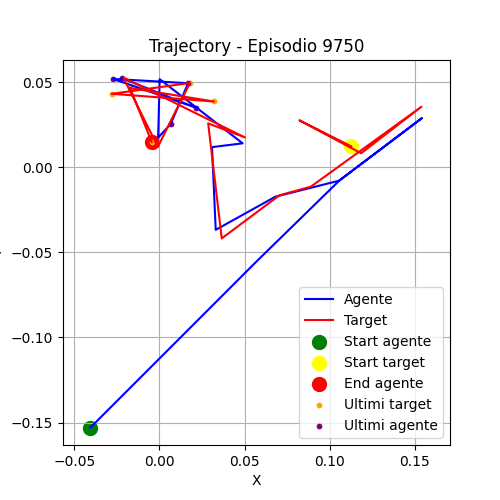 Trajectory - Episodio 9750
0.05
0.00
−0.05
−0.10
−0.15
−0.05
0.00
0.05
0.10
0.15
X
Agente
Target
Start agente
Start target
End agente
Ultimi target
Ultimi agente